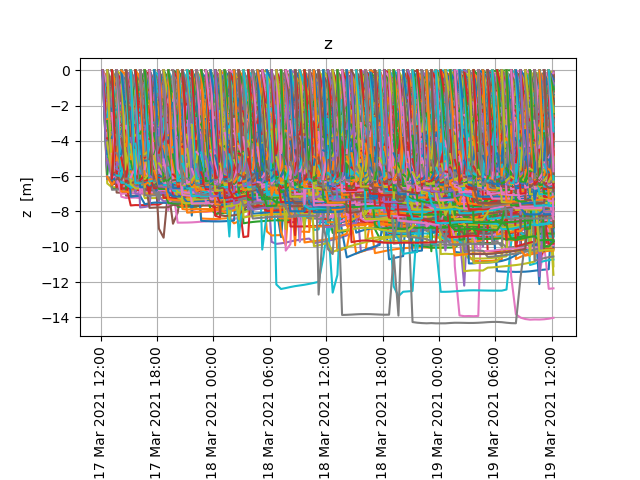 z
0
−2
−4
−6
−8
−10
−12
−14
z [m]
17 Mar 2021 12:00
17 Mar 2021 18:00
18 Mar 2021 00:00
18 Mar 2021 06:00
18 Mar 2021 12:00
18 Mar 2021 18:00
19 Mar 2021 00:00
19 Mar 2021 06:00
19 Mar 2021 12:00